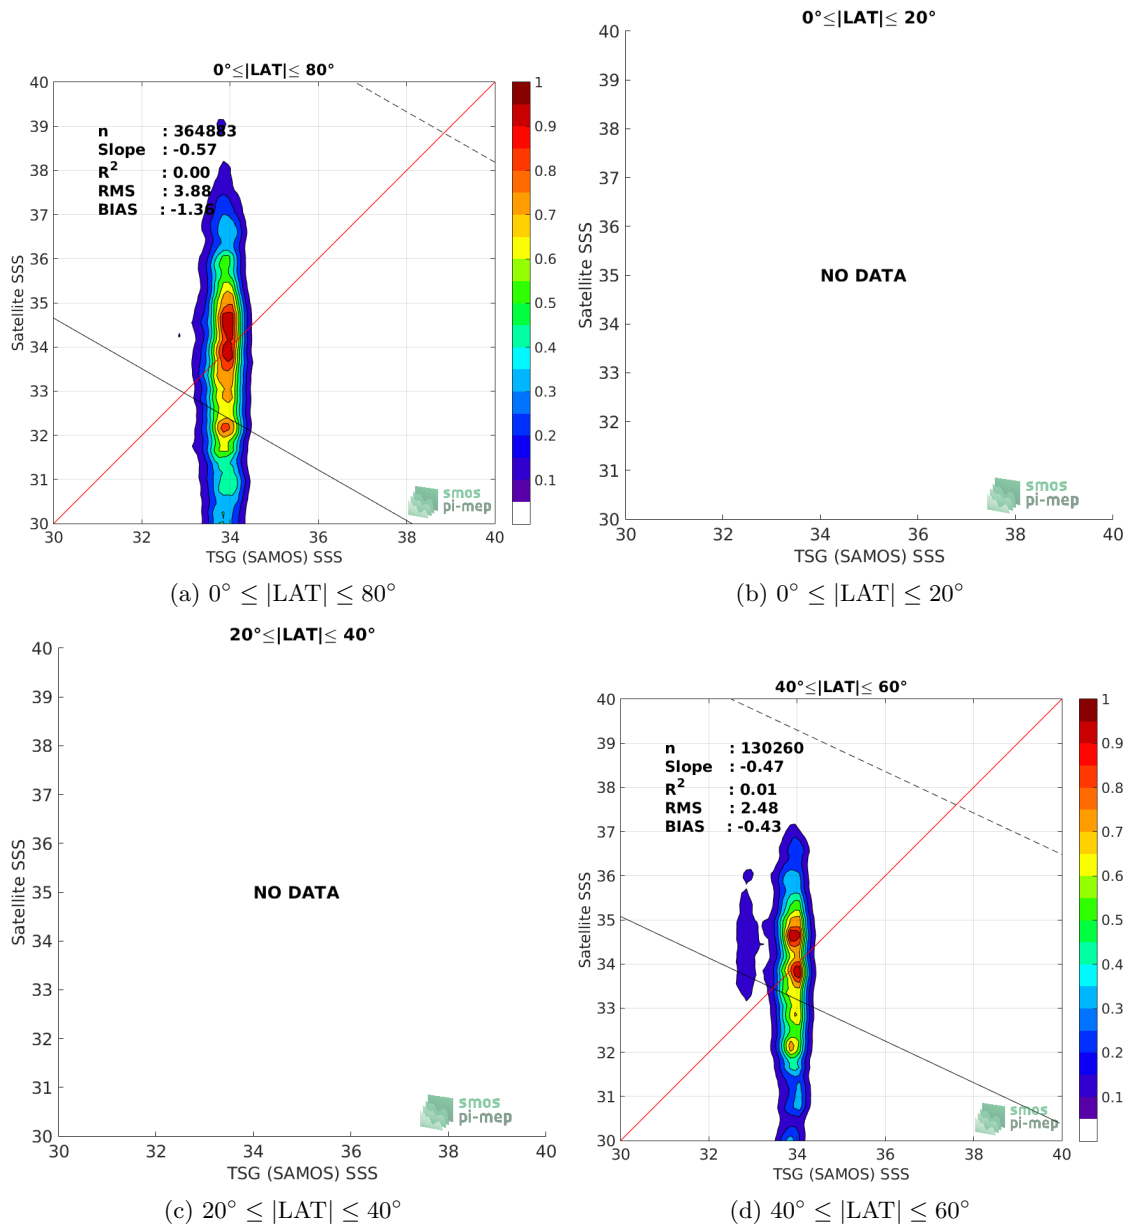 0°≤|LAT|≤ 80°
40
39
38
37
36
35
34
33
32
31
30
Satellite SSS
n : 364883
Slope : -0.57
R2 : 0.00
RMS : 3.88
BIAS : -1.36
1
0.9
0.8
0.7
0.6
0.5
0.4
0.3
0.2
0.1
smos
pi-mep
30 32 34 36 38 40
TSG (SAMOS) SSS
(a) 0° ≤ |LAT| ≤ 80°
0°≤|LAT|≤ 20°
40
39
38
37
36
35
34
33
32
31
30
Satellite SSS
NO DATA
smos
pi-mep
30 32 34 36 38 40
TSG (SAMOS) SSS
(b) 0° ≤ |LAT| ≤ 20°
20°≤|LAT|≤ 40°
40
39
38
37
36
35
34
33
32
31
30
Satellite SSS
NO DATA
smos
pi-mep
30 32 34 36 38 40
TSG (SAMOS) SSS
(c) 20° ≤ |LAT| ≤ 40°
40°≤|LAT|≤ 60°
40
39
38
37
36
35
34
33
32
31
30
Satellite SSS
n : 130260
Slope : -0.47
R2 : 0.01
RMS : 2.48
BIAS : -0.43
1
0.9
0.8
0.7
0.6
0.5
0.4
0.3
0.2
0.1
smos
pi-mep
30 32 34 36 38 40
TSG (SAMOS) SSS
(d) 40° ≤ |LAT| ≤ 60°